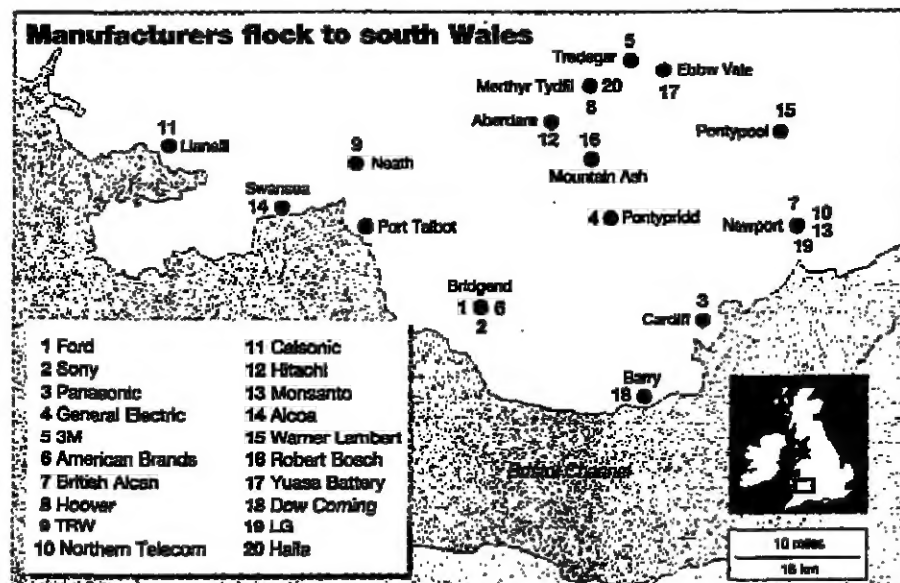 Manufacturers flock to south Wales
5
Tredegar
Ebbw Vale
17
Merthyr Tydfil 20
8
Aberdare
12
16
Mountain Ash
15
Pontypool
11
Llanelli
9
Neath
Swansea
14
Port Talbot
4 Pontypridd
7
10
Newport 13
19
Bridgend
1 6
2
3
Cardiff
Barry
18
Bristol Channel
1 Ford
2 Sony
3 Panasonic
4 General Electric
5 3M
6 American Brands
7 British Alcan
8 Hoover
9 TRW
10 Northern Telecom
11 Calsonic
12 Hitachi
13 Monsanto
14 Alcoa
15 Warner Lambert
16 Robert Bosch
17 Yuasa Battery
18 Dow Corning
19 LG
20 Halla
10 miles
16 km